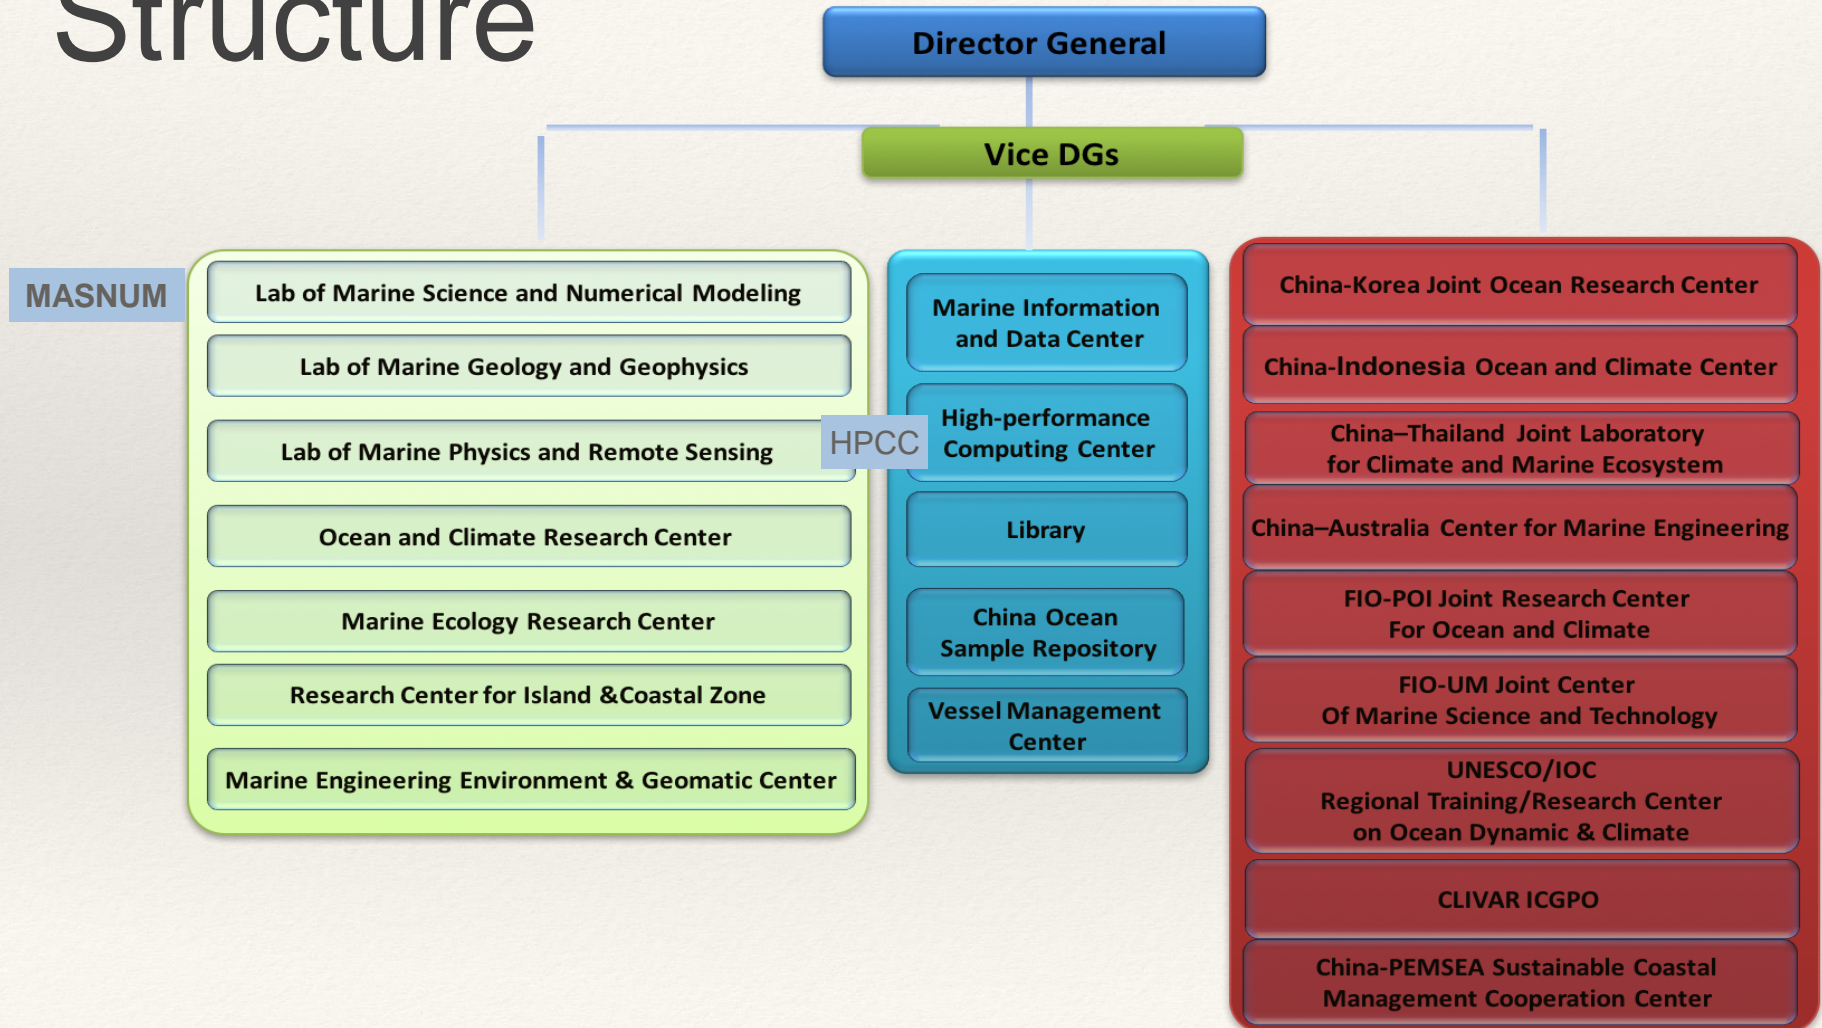 Structure
Director General
Vice DGs
MASNUM
Lab of Marine Science and Numerical Modeling
Lab of Marine Geology and Geophysics
Lab of Marine Physics and Remote Sensing
Ocean and Climate Research Center
Marine Ecology Research Center
Research Center for Island &Coastal Zone
Marine Engineering Environment & Geomatic Center
Marine Information
and Data Center
HPCC
High-performance
Computing Center
Library
China Ocean
Sample Repository
Vessel Management
Center
China-Korea Joint Ocean Research Center
China-Indonesia Ocean and Climate Center
China–Thailand Joint Laboratory
for Climate and Marine Ecosystem
China–Australia Center for Marine Engineering
FIO-POI Joint Research Center
For Ocean and Climate
FIO-UM Joint Center
Of Marine Science and Technology
UNESCO/IOC
Regional Training/Research Center
on Ocean Dynamic & Climate
CLIVAR ICGPO
China-PEMSEA Sustainable Coastal
Management Cooperation Center